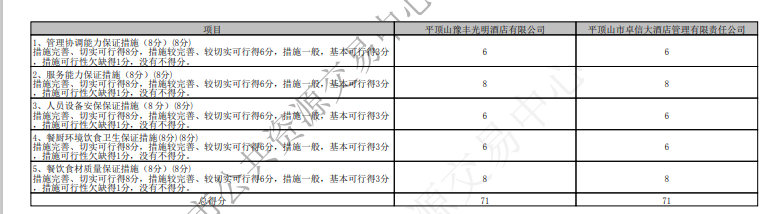 项目 平顶山豫丰光明酒店有限公司 平顶山市卓信大酒店管理有限责任公司
1、管理协调能力保证措施（8分）(8分)
措施完善、切实可行得8分，措施较完善、较切实可行得6分，措施一般，基本可行得3分
，措施可行性欠缺得1分，没有不得分。 6 6
2、服务能力保证措施（8分）(8分)
措施完善、切实可行得8分，措施较完善、较切实可行得6分，措施一般，基本可行得3分
，措施可行性欠缺得1分，没有不得分。 8 8
3、人员设备安保保证措施（8分）(8分)
措施完善、切实可行得8分，措施较完善、较切实可行得6分，措施一般，基本可行得3分
，措施可行性欠缺得1分，没有不得分。 6 6
4、餐厨环境饮食卫生保证措施(8分)(8分)
措施完善、切实可行得8分，措施较完善、较切实可行得6分，措施一般，基本可行得3分
，措施可行性欠缺得1分，没有不得分。 6 6
5、餐饮食材质量保证措施（8分）(8分)
措施完善、切实可行得8分，措施较完善、较切实可行得6分，措施一般，基本可行得3分
，措施可行性欠缺得1分，没有不得分。 8 8
总得分 71 71
市公共资源交易中心
源交易中心